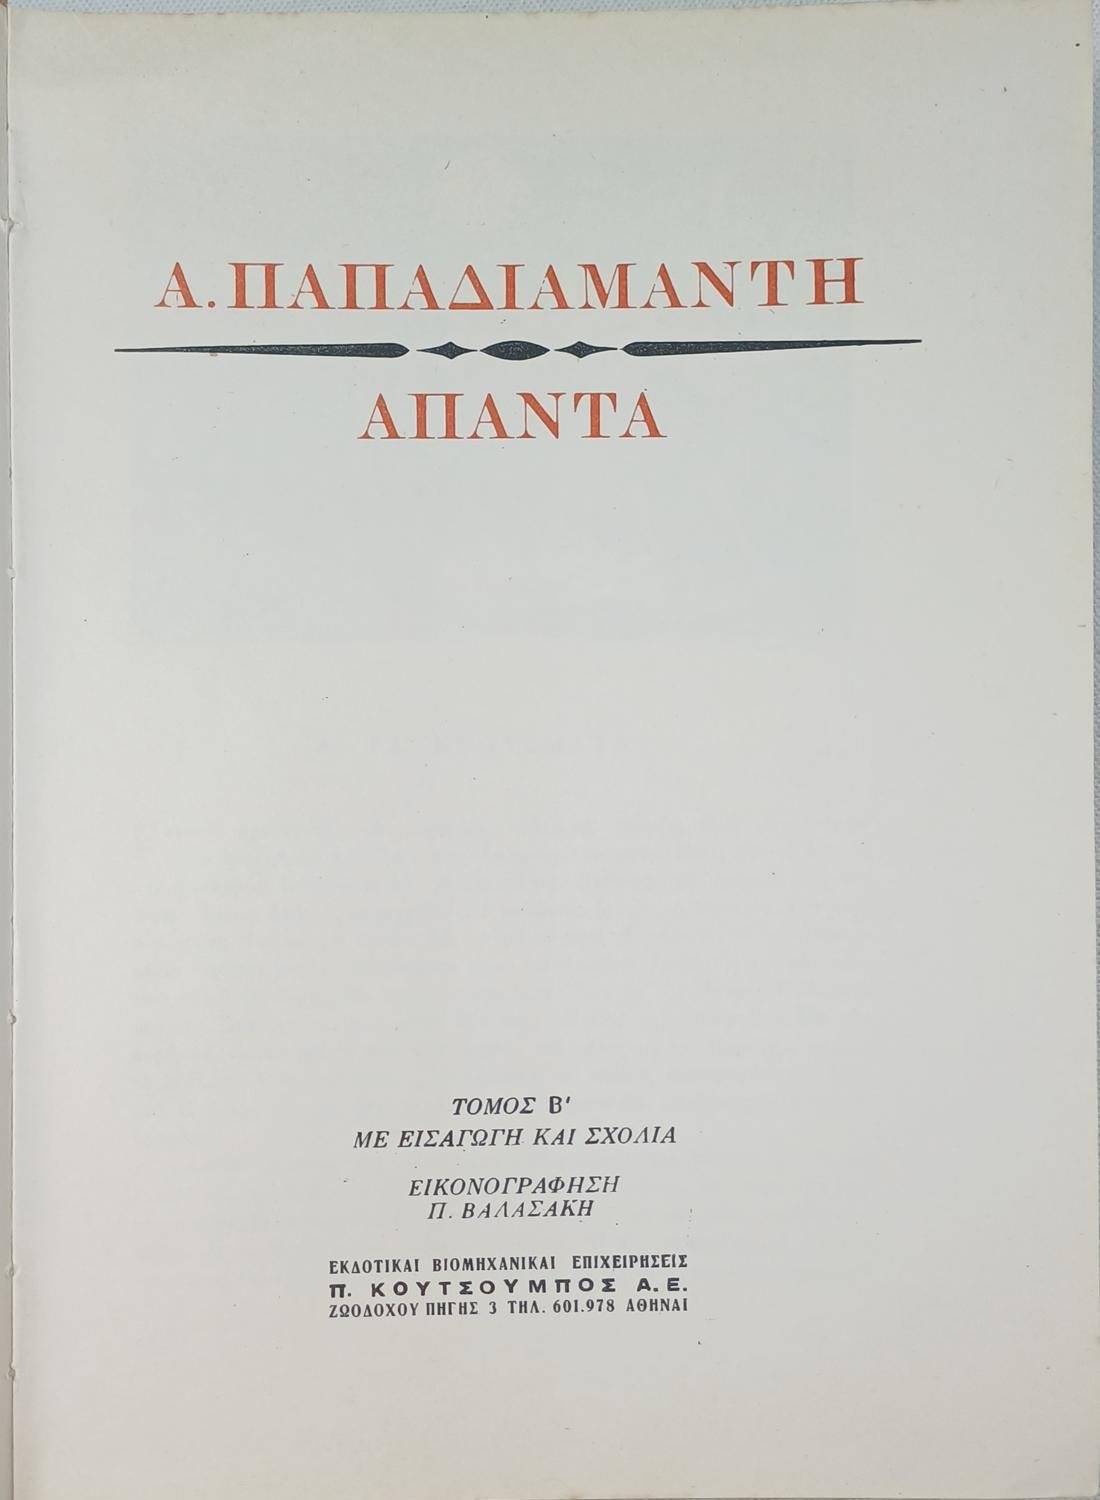 Α. ΠΑΠΑΔΙΑΜΑΝΤΗ
ΑΠΑΝΤΑ
ΤΟΜΟΣ Β'
ΜΕ ΕΙΣΑΓΩΓΗ ΚΑΙ ΣΧΟΛΙΑ
ΕΙΚΟΝΟΓΡΑΦΗΣΗ
Π. ΒΑΛΑΣΑΚΗ
ΕΚΔΟΤΙΚΑΙ ΒΙΟΜΗΧΑΝΙΚΑΙ ΕΠΙΧΕΙΡΗΣΕΙΣ
Π. ΚΟΥΤΣΟΥΜΠΟΣ Α.Ε.
ΖΩΟΔΟΧΟΥ ΠΗΓΗΣ 3 ΤΗΛ. 601.978 ΑΘΗΝΑΙ